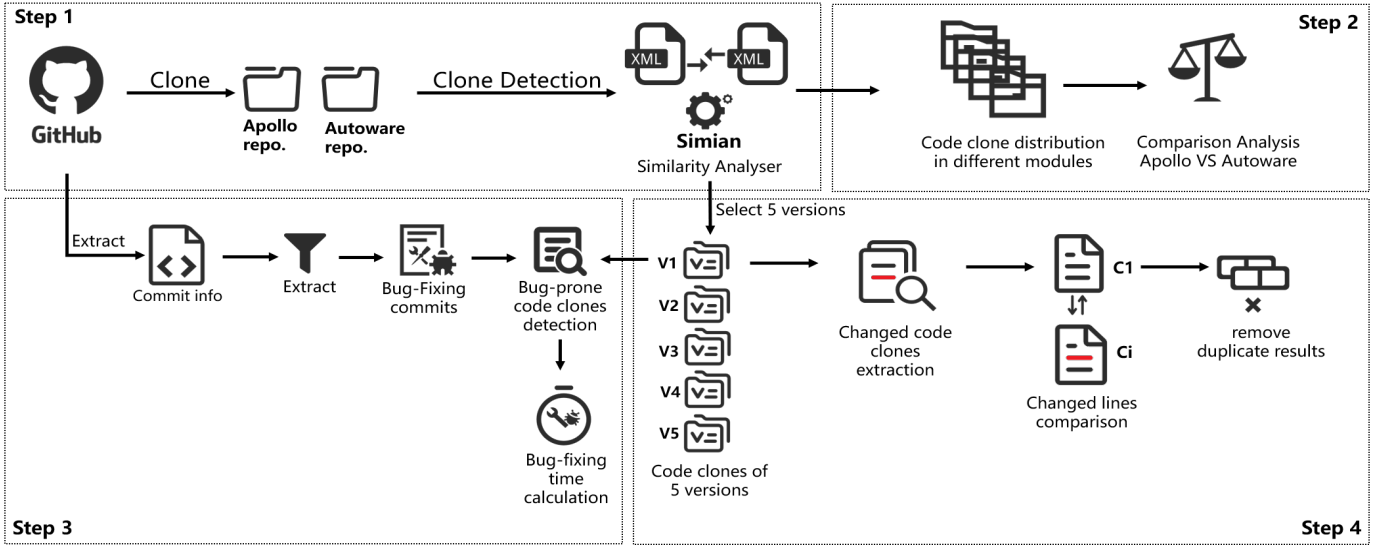 Step 1
GitHub
Clone
Apollo
repo.
Autoware
repo.
Clone Detection
XML
XML
Simian
Similarity Analyser
Step 2
Code clone distribution
in different modules
Comparison Analysis
Apollo VS Autoware
Extract
Commit info
Extract
Bug-Fixing
commits
Bug-prone
code clones
detection
Bug-fixing
time
calculation
Step 3
Select 5 versions
V1
V2
V3
V4
V5
Code clones of
5 versions
Changed code
clones
extraction
C1
Ci
Changed lines
comparison
remove
duplicate results
Step 4